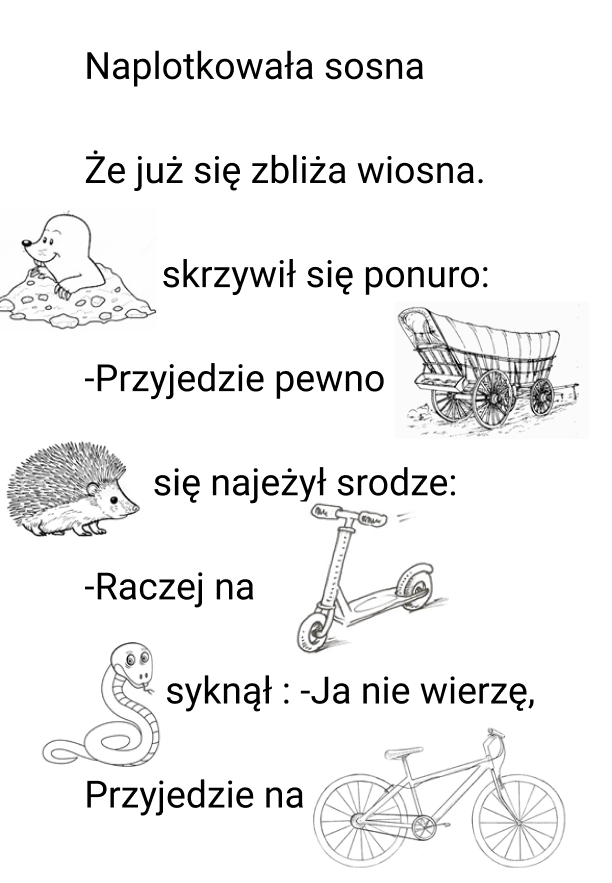 Naplotkowała sosna
Że już się zbliża wiosna.
skrzywił się ponuro:
-Przyjedzie pewno
się najeżył srodze:
-Raczej na
syknął : -Ja nie wierzę,
Przyjedzie na